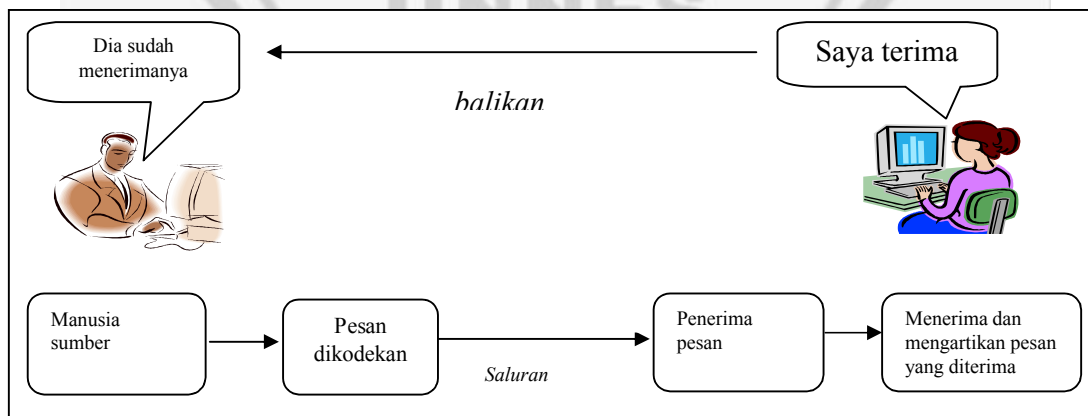 UNNES
Dia sudah
menerimanya
Saya terima
balikan
Manusia
sumber
Pesan
dikodekan
Saluran
Penerima
pesan
Menerima dan
mengartikan pesan
yang diterima